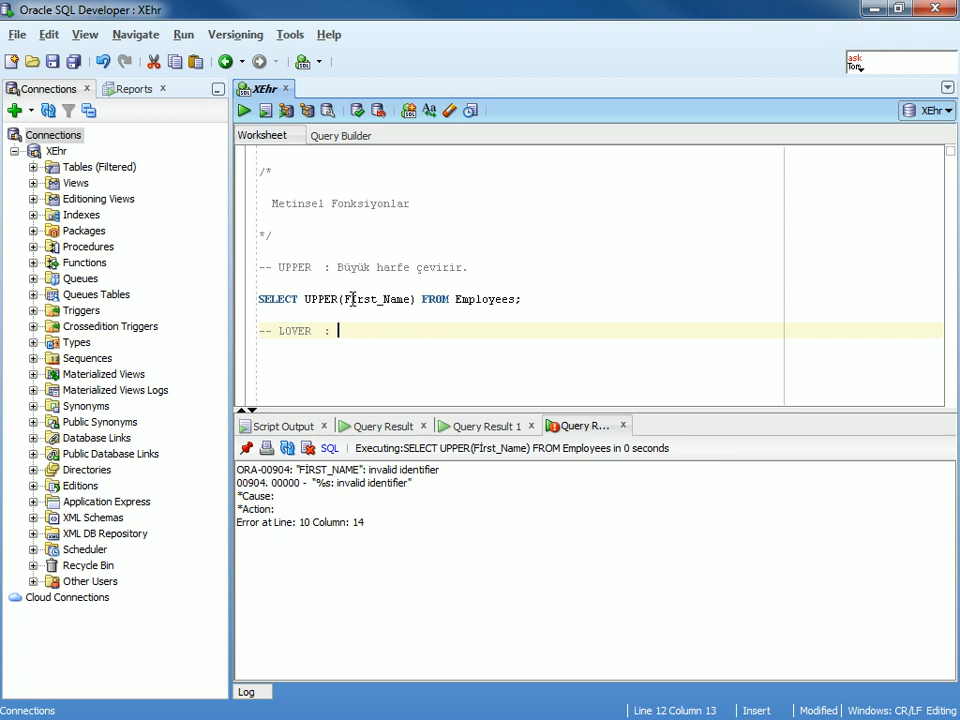 Oracle SQL Developer : XEhr
File Edit View Navigate Run Versioning Tools Help
ask
Tom
Connections
Reports
XEhr
XEhr
Worksheet
Query Builder
Connections
XEhr
Tables (Filtered)
Views
Editioning Views
Indexes
Packages
Procedures
Functions
Queues
Queues Tables
Triggers
Crossedition Triggers
Types
Sequences
Materialized Views
Materialized Views Logs
Synonyms
Public Synonyms
Database Links
Public Database Links
Directories
Editions
Application Express
XML Schemas
XML DB Repository
Scheduler
Recycle Bin
Other Users
Cloud Connections
/*
Metinsel Fonksiyonlar
*/
-- UPPER : Büyük harfe çevirir.
SELECT UPPER(First_Name) FROM Employees;
-- LOVER :
Script Output
Query Result
Query Result 1
Query R...
SQL
Executing:SELECT UPPER(Fİrst_Name) FROM Employees in 0 seconds
ORA-00904: "FİRST_NAME": invalid identifier
00904. 00000 - "%s: invalid identifier"
*Cause:
*Action:
Error at Line: 10 Column: 14
Log
Connections
Line 12 Column 13
Insert
Modified
Windows: CR/LF Editing